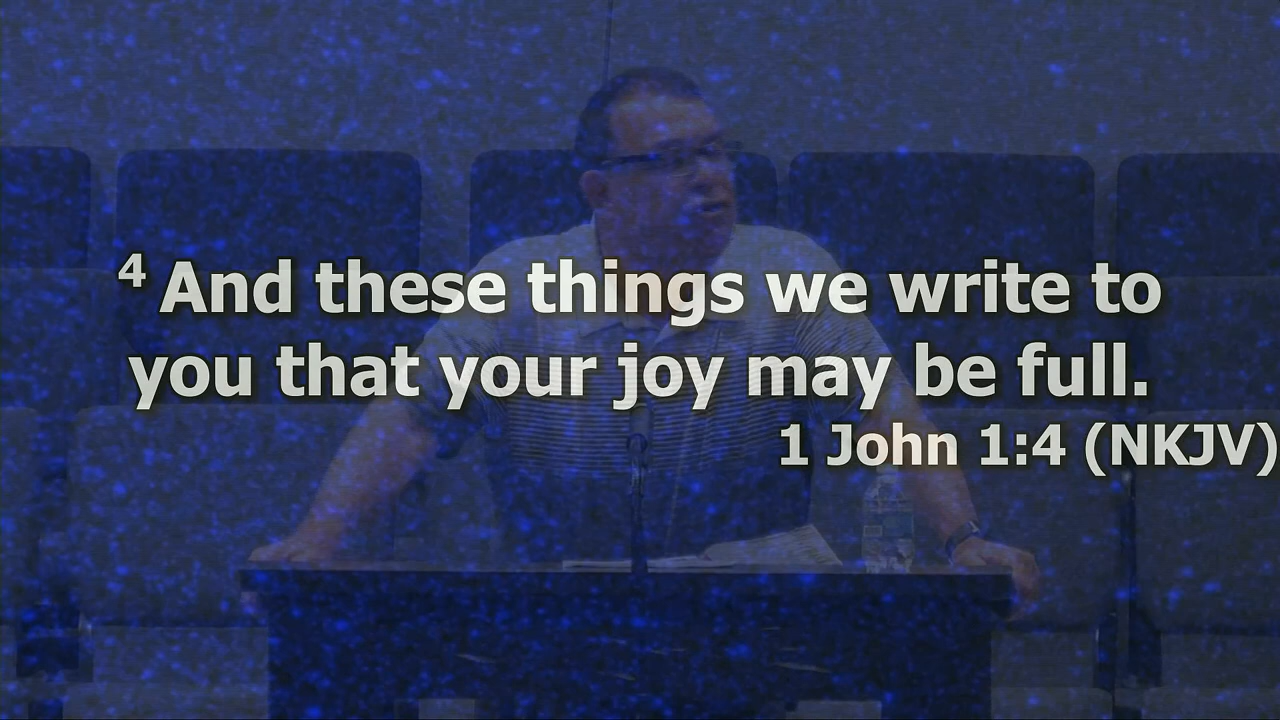 4 And these things we write to
you that your joy may be full.
1 John 1:4 (NKJV)